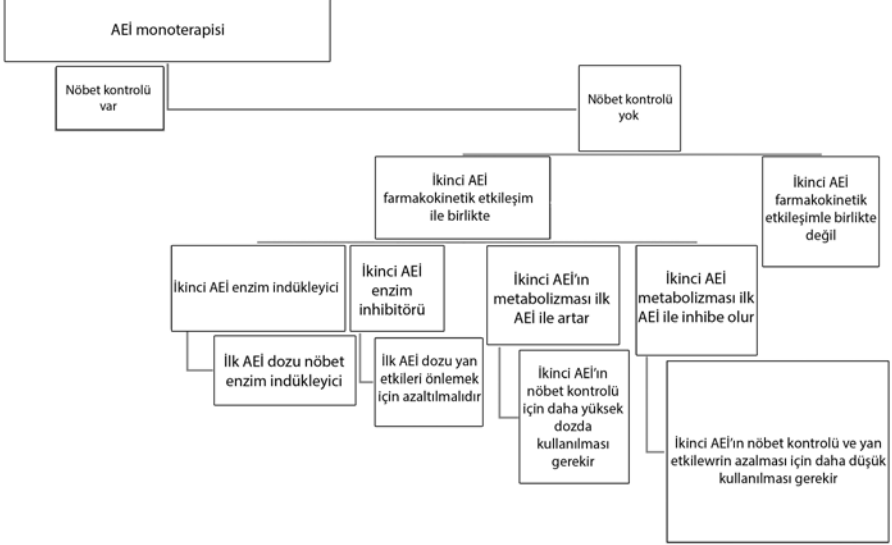 AEİ monoterapisi
Nöbet kontrolü
var
Nöbet kontrolü
yok
İkinci AEİ
farmakokinetik etkileşim
ile birlikte
İkinci AEİ
farmakokinetik
etkileşimle birlikte
değil
İkinci AEİ enzim indükleyici
İkinci AEİ
enzim
inhibitörü
İkinci AEİ'ın
metabolizması ilk
AEİ ile artar
İkinci AEİ
metabolizması ilk
AEİ ile inhibe olur
İlk AEİ dozu nöbet
enzim indükleyici
İlk AEİ dozu yan
etkileri önlemek
için azaltılmalıdır
İkinci AEİ'ın
nöbet kontrolü
için daha yüksek
dozda
kullanılması
gerekir
İkinci AEİ'ın nöbet kontrolü ve yan
etkilewrin azalması için daha düşük
kullanılması gerekir